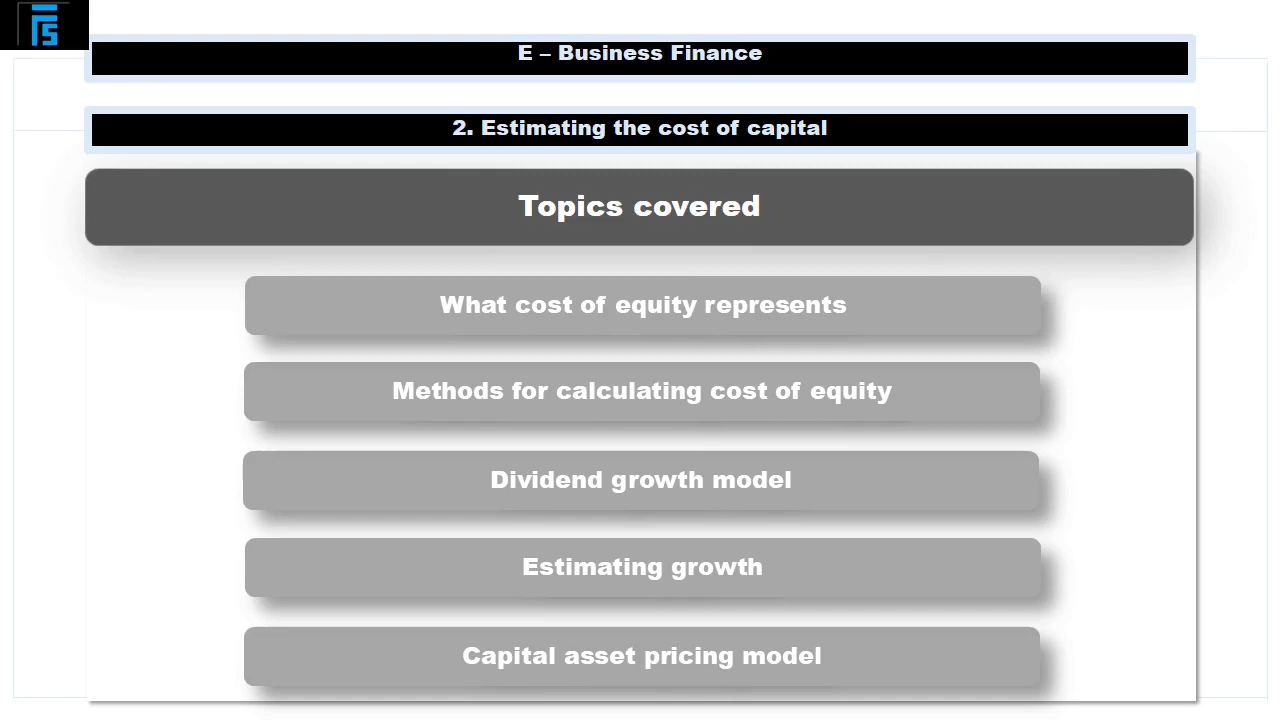 E – Business Finance
2. Estimating the cost of capital
Topics covered
What cost of equity represents
Methods for calculating cost of equity
Dividend growth model
Estimating growth
Capital asset pricing model